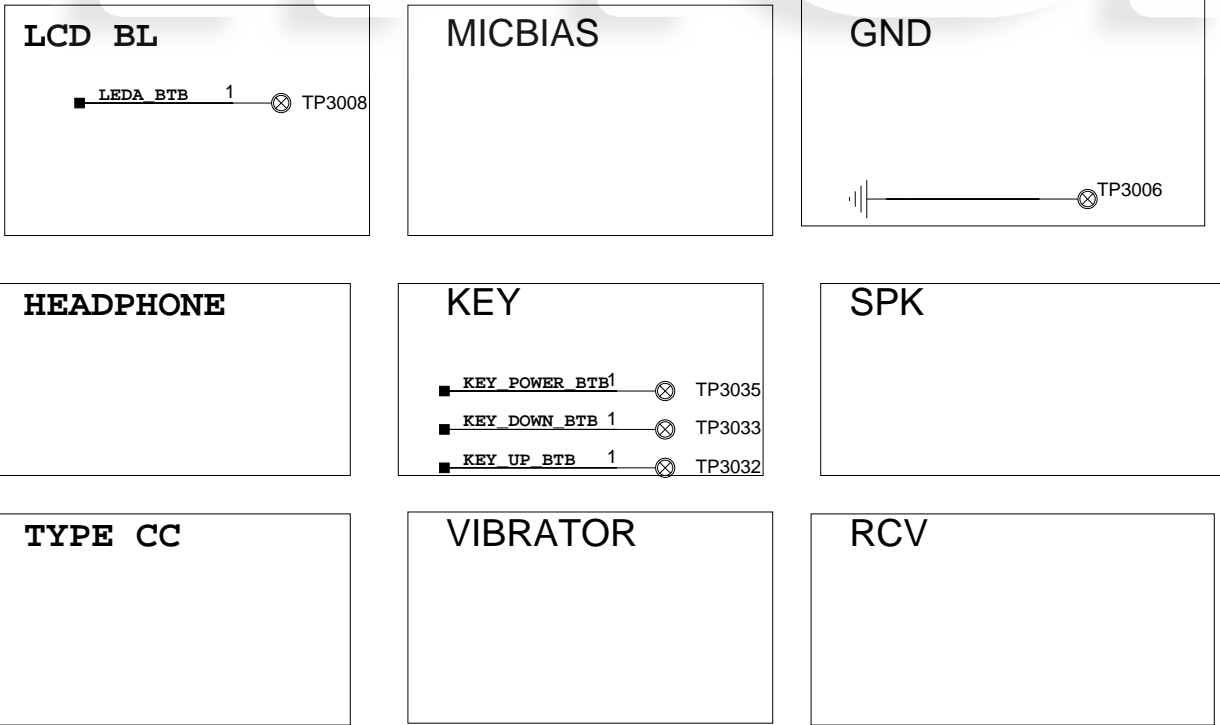 LCD BL
LEDA_BTB 1 TP3008
MICBIAS
GND
TP3006
HEADPHONE
KEY
KEY_POWER_BTB 1 TP3035
KEY_DOWN_BTB 1 TP3033
KEY_UP_BTB 1 TP3032
SPK
TYPE CC
VIBRATOR
RCV